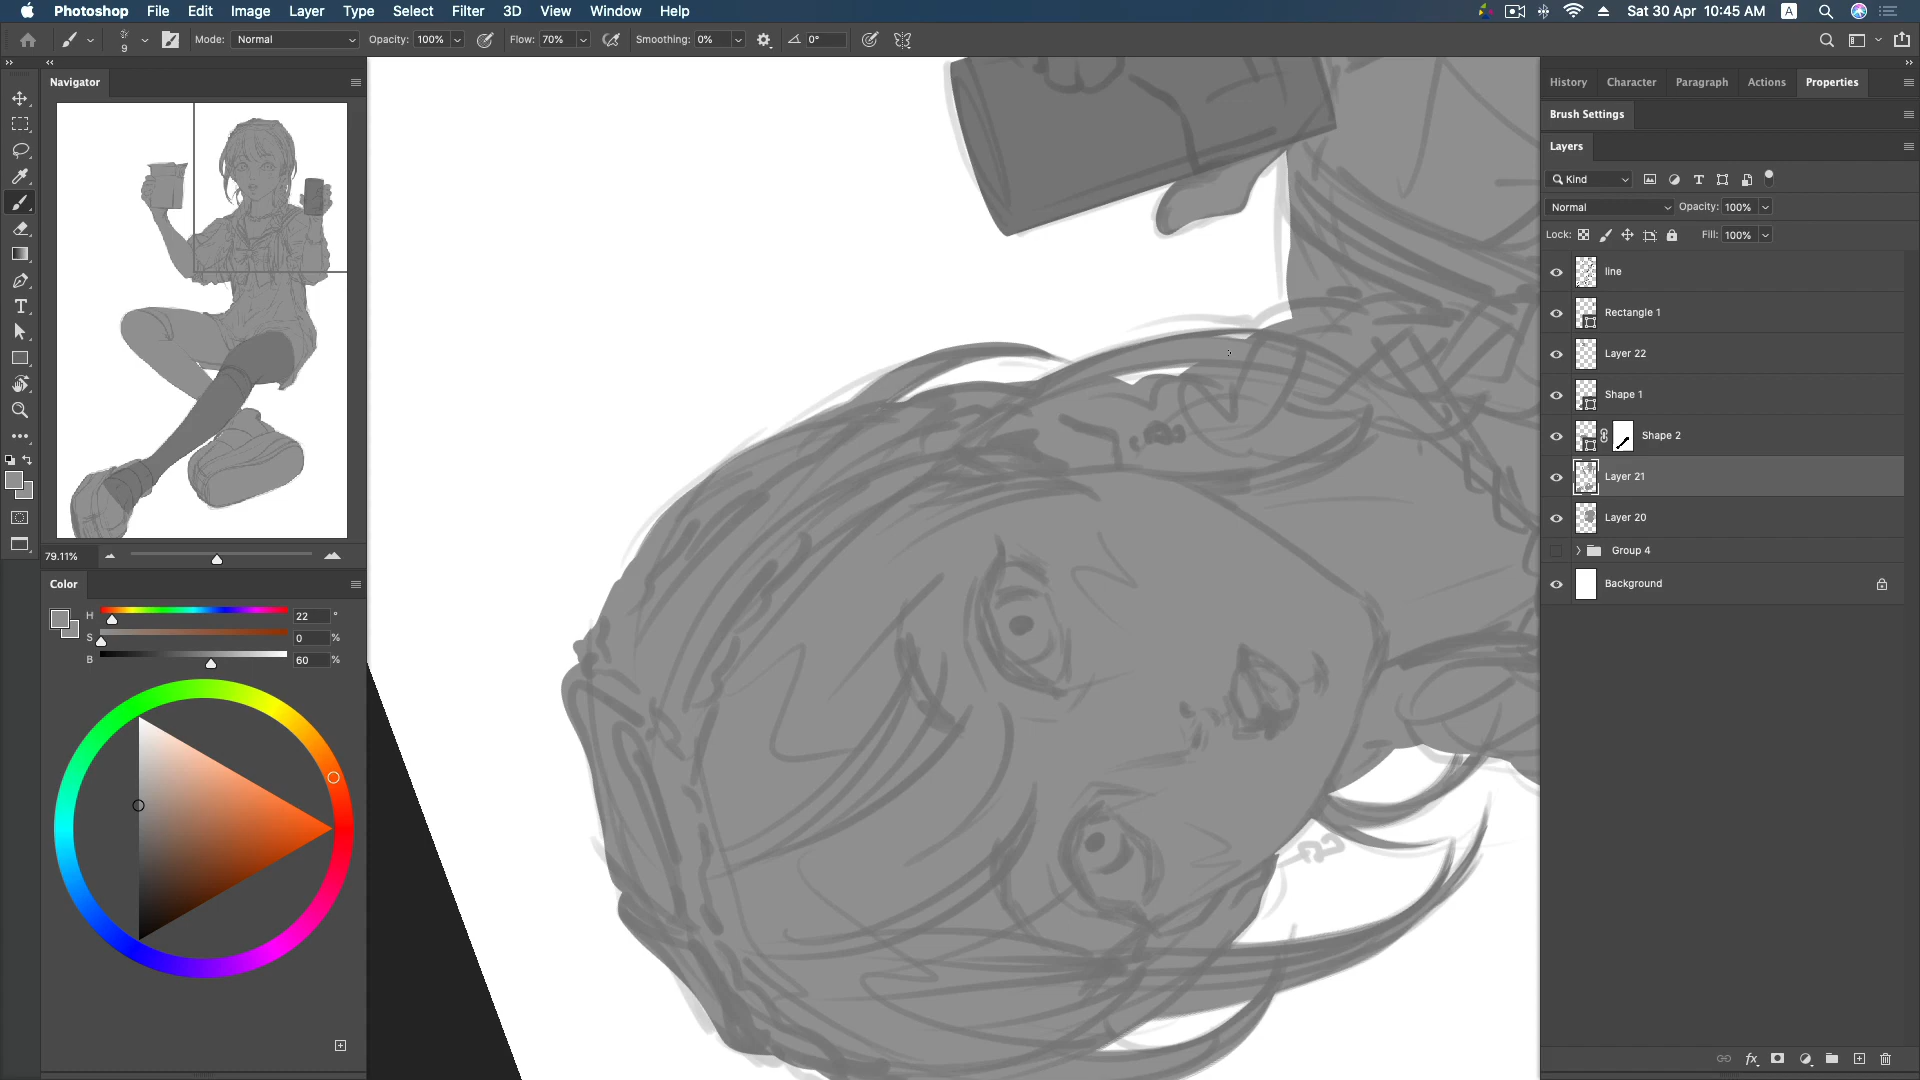 Photoshop File Edit Image Layer Type Select Filter 3D View Window Help Sat 30 Apr 10:45 AM A
9 Mode: Normal Opacity: 100% Flow: 70% Smoothing: 0% 0°
Navigator
79.11%
Color
H 22 °
S 0 %
B 60 %
History Character Paragraph Actions Properties
Brush Settings
Layers
Kind
Normal Opacity: 100%
Lock: Fill: 100%
line
Rectangle 1
Layer 22
Shape 1
Shape 2
Layer 21
Layer 20
Group 4
Background